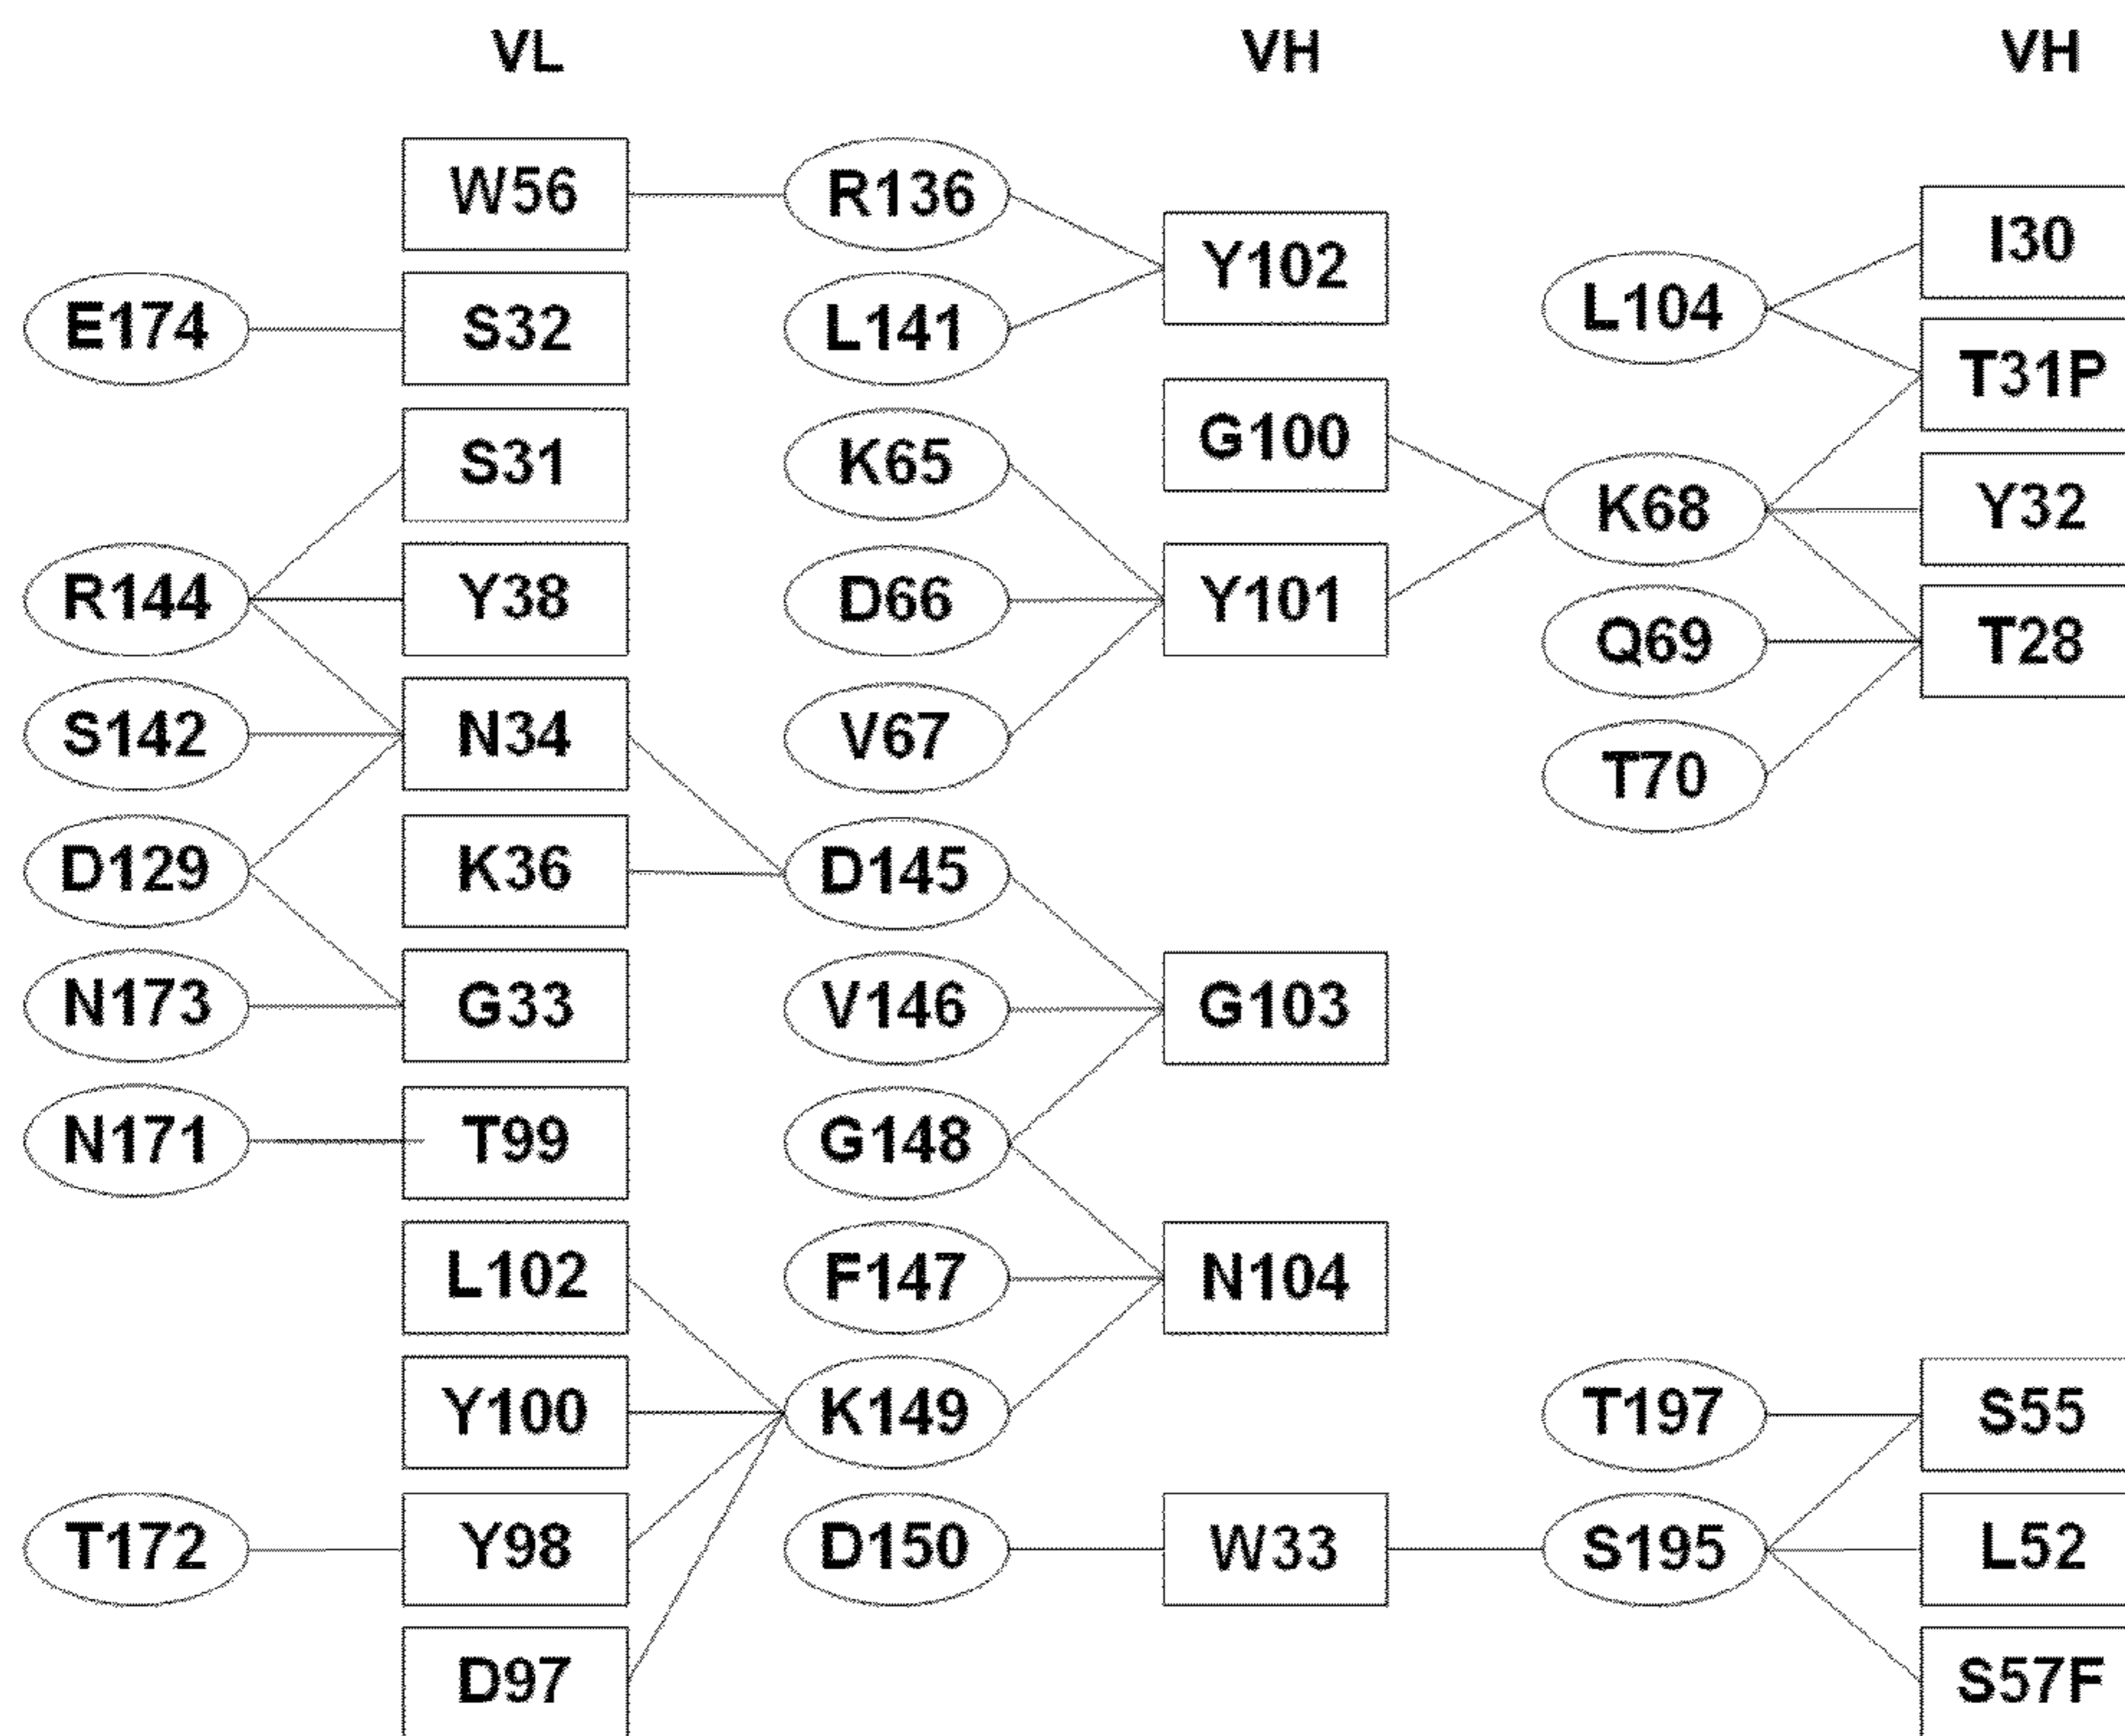 VL VH VH
W56 R136
I30
Y102
L104
E174 S32 L141
T31P
S31 K65 G100
K68 Y32
R144 Y38 D66 Y101
Q69 T28
S142 N34 V67
T70
D129 K36 D145
N173 G33 V146 G103
N171 T99 G148
L102 F147 N104
Y100 K149 T197 S55
T172 Y98 D150 W33 S195 L52
D97 S57F